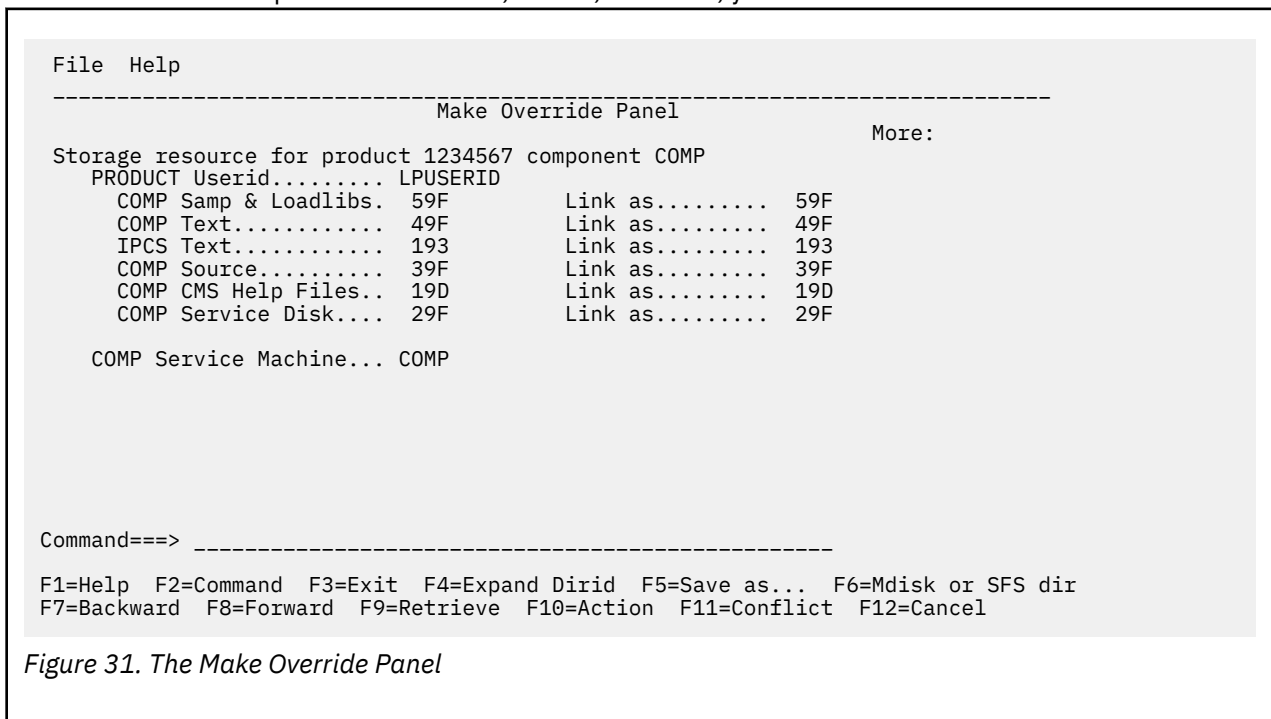 File  Help
______________________________________________________________________________
Make Override Panel
More:
Storage resource for product 1234567 component COMP
PRODUCT Userid......... LPUSERID
COMP Samp & Loadlibs.  59F         Link as.........  59F
COMP Text............  49F         Link as.........  49F
IPCS Text............  193         Link as.........  193
COMP Source..........  39F         Link as.........  39F
COMP CMS Help Files..  19D         Link as.........  19D
COMP Service Disk....  29F         Link as.........  29F
COMP Service Machine... COMP
Command===> __________________________________________________
F1=Help  F2=Command  F3=Exit  F4=Expand Dirid  F5=Save as...  F6=Mdisk or SFS dir
F7=Backward  F8=Forward  F9=Retrieve  F10=Action  F11=Conflict  F12=Cancel
Figure 31. The Make Override Panel